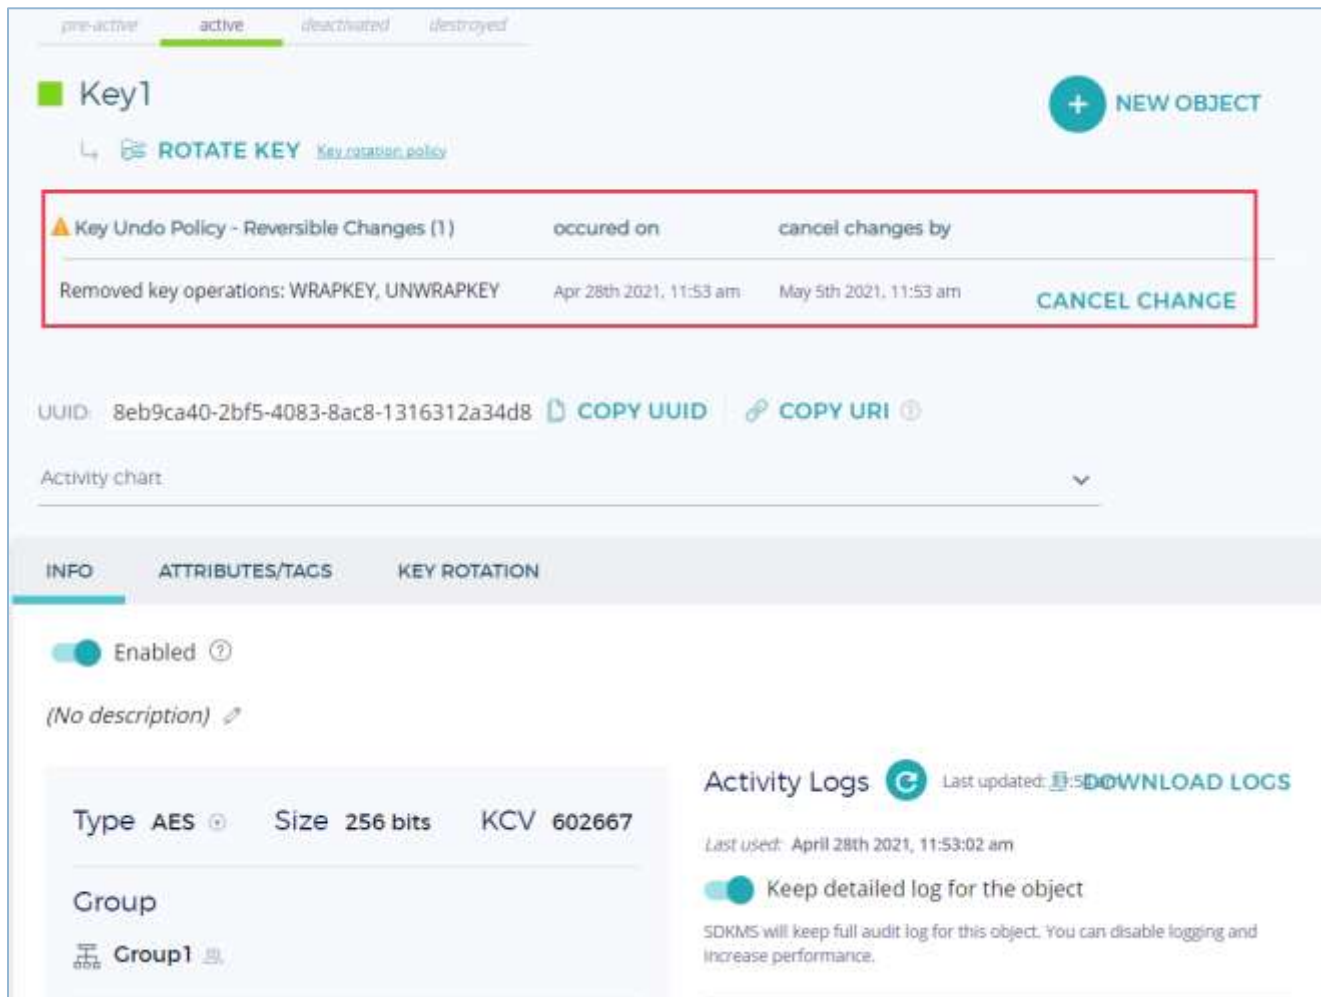 pre-active active deactivated destroyed
Key1
NEW OBJECT
ROTATE KEY Key rotation policy
Key Undo Policy - Reversible Changes (1) occured on cancel changes by
Removed key operations: WRAPKEY, UNWRAPKEY Apr 28th 2021, 11:53 am May 5th 2021, 11:53 am CANCEL CHANGE
UUID: 8eb9ca40-2bf5-4083-8ac8-1316312a34d8 COPY UUID COPY URI
Activity chart
INFO ATTRIBUTES/TAGS KEY ROTATION
Enabled
(No description)
Activity Logs Last updated: DOWNLOAD LOGS
Type AES Size 256 bits KCV 602667
Last used: April 28th 2021, 11:53:02 am
Keep detailed log for the object
Group
SDKMS will keep full audit log for this object. You can disable logging and
increase performance.
Group1